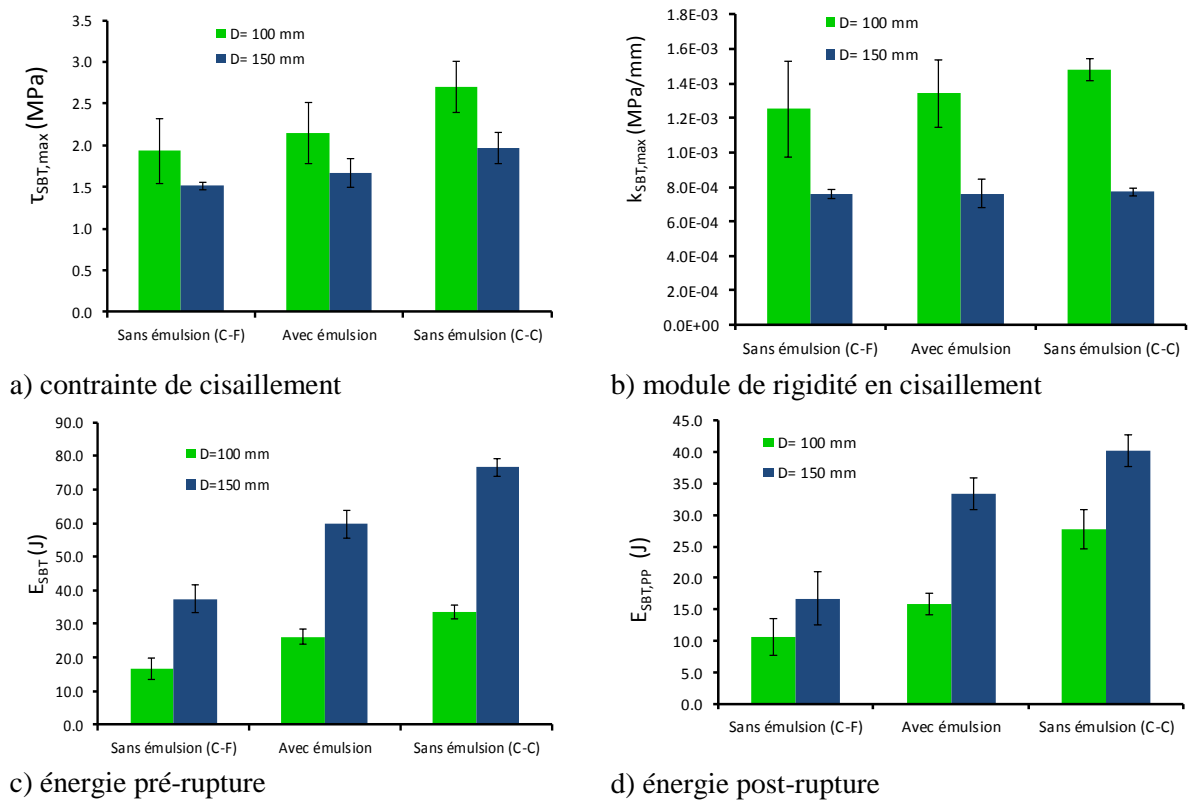 3.5
3.0
2.5
2.0
1.5
1.0
0.5
0.0
τSBT,max (MPa)
D= 100 mm
D= 150 mm
Sans émulsion (C-F) Avec émulsion Sans émulsion (C-C)
a) contrainte de cisaillement
1.8E-03
1.6E-03
1.4E-03
1.2E-03
1.0E-03
8.0E-04
6.0E-04
4.0E-04
2.0E-04
0.0E+00
kSBT,max (MPa/mm)
D= 100 mm
D= 150 mm
Sans émulsion (C-F) Avec émulsion Sans émulsion (C-C)
b) module de rigidité en cisaillement
90.0
80.0
70.0
60.0
50.0
40.0
30.0
20.0
10.0
0.0
ESBT (J)
D=100 mm
D=150 mm
Sans émulsion (C-F) Avec émulsion Sans émulsion (C-C)
c) énergie pré-rupture
45.0
40.0
35.0
30.0
25.0
20.0
15.0
10.0
5.0
0.0
ESBT,PP (J)
D= 100 mm
D= 150 mm
Sans émulsion (C-F) Avec émulsion Sans émulsion (C-C)
d) énergie post-rupture